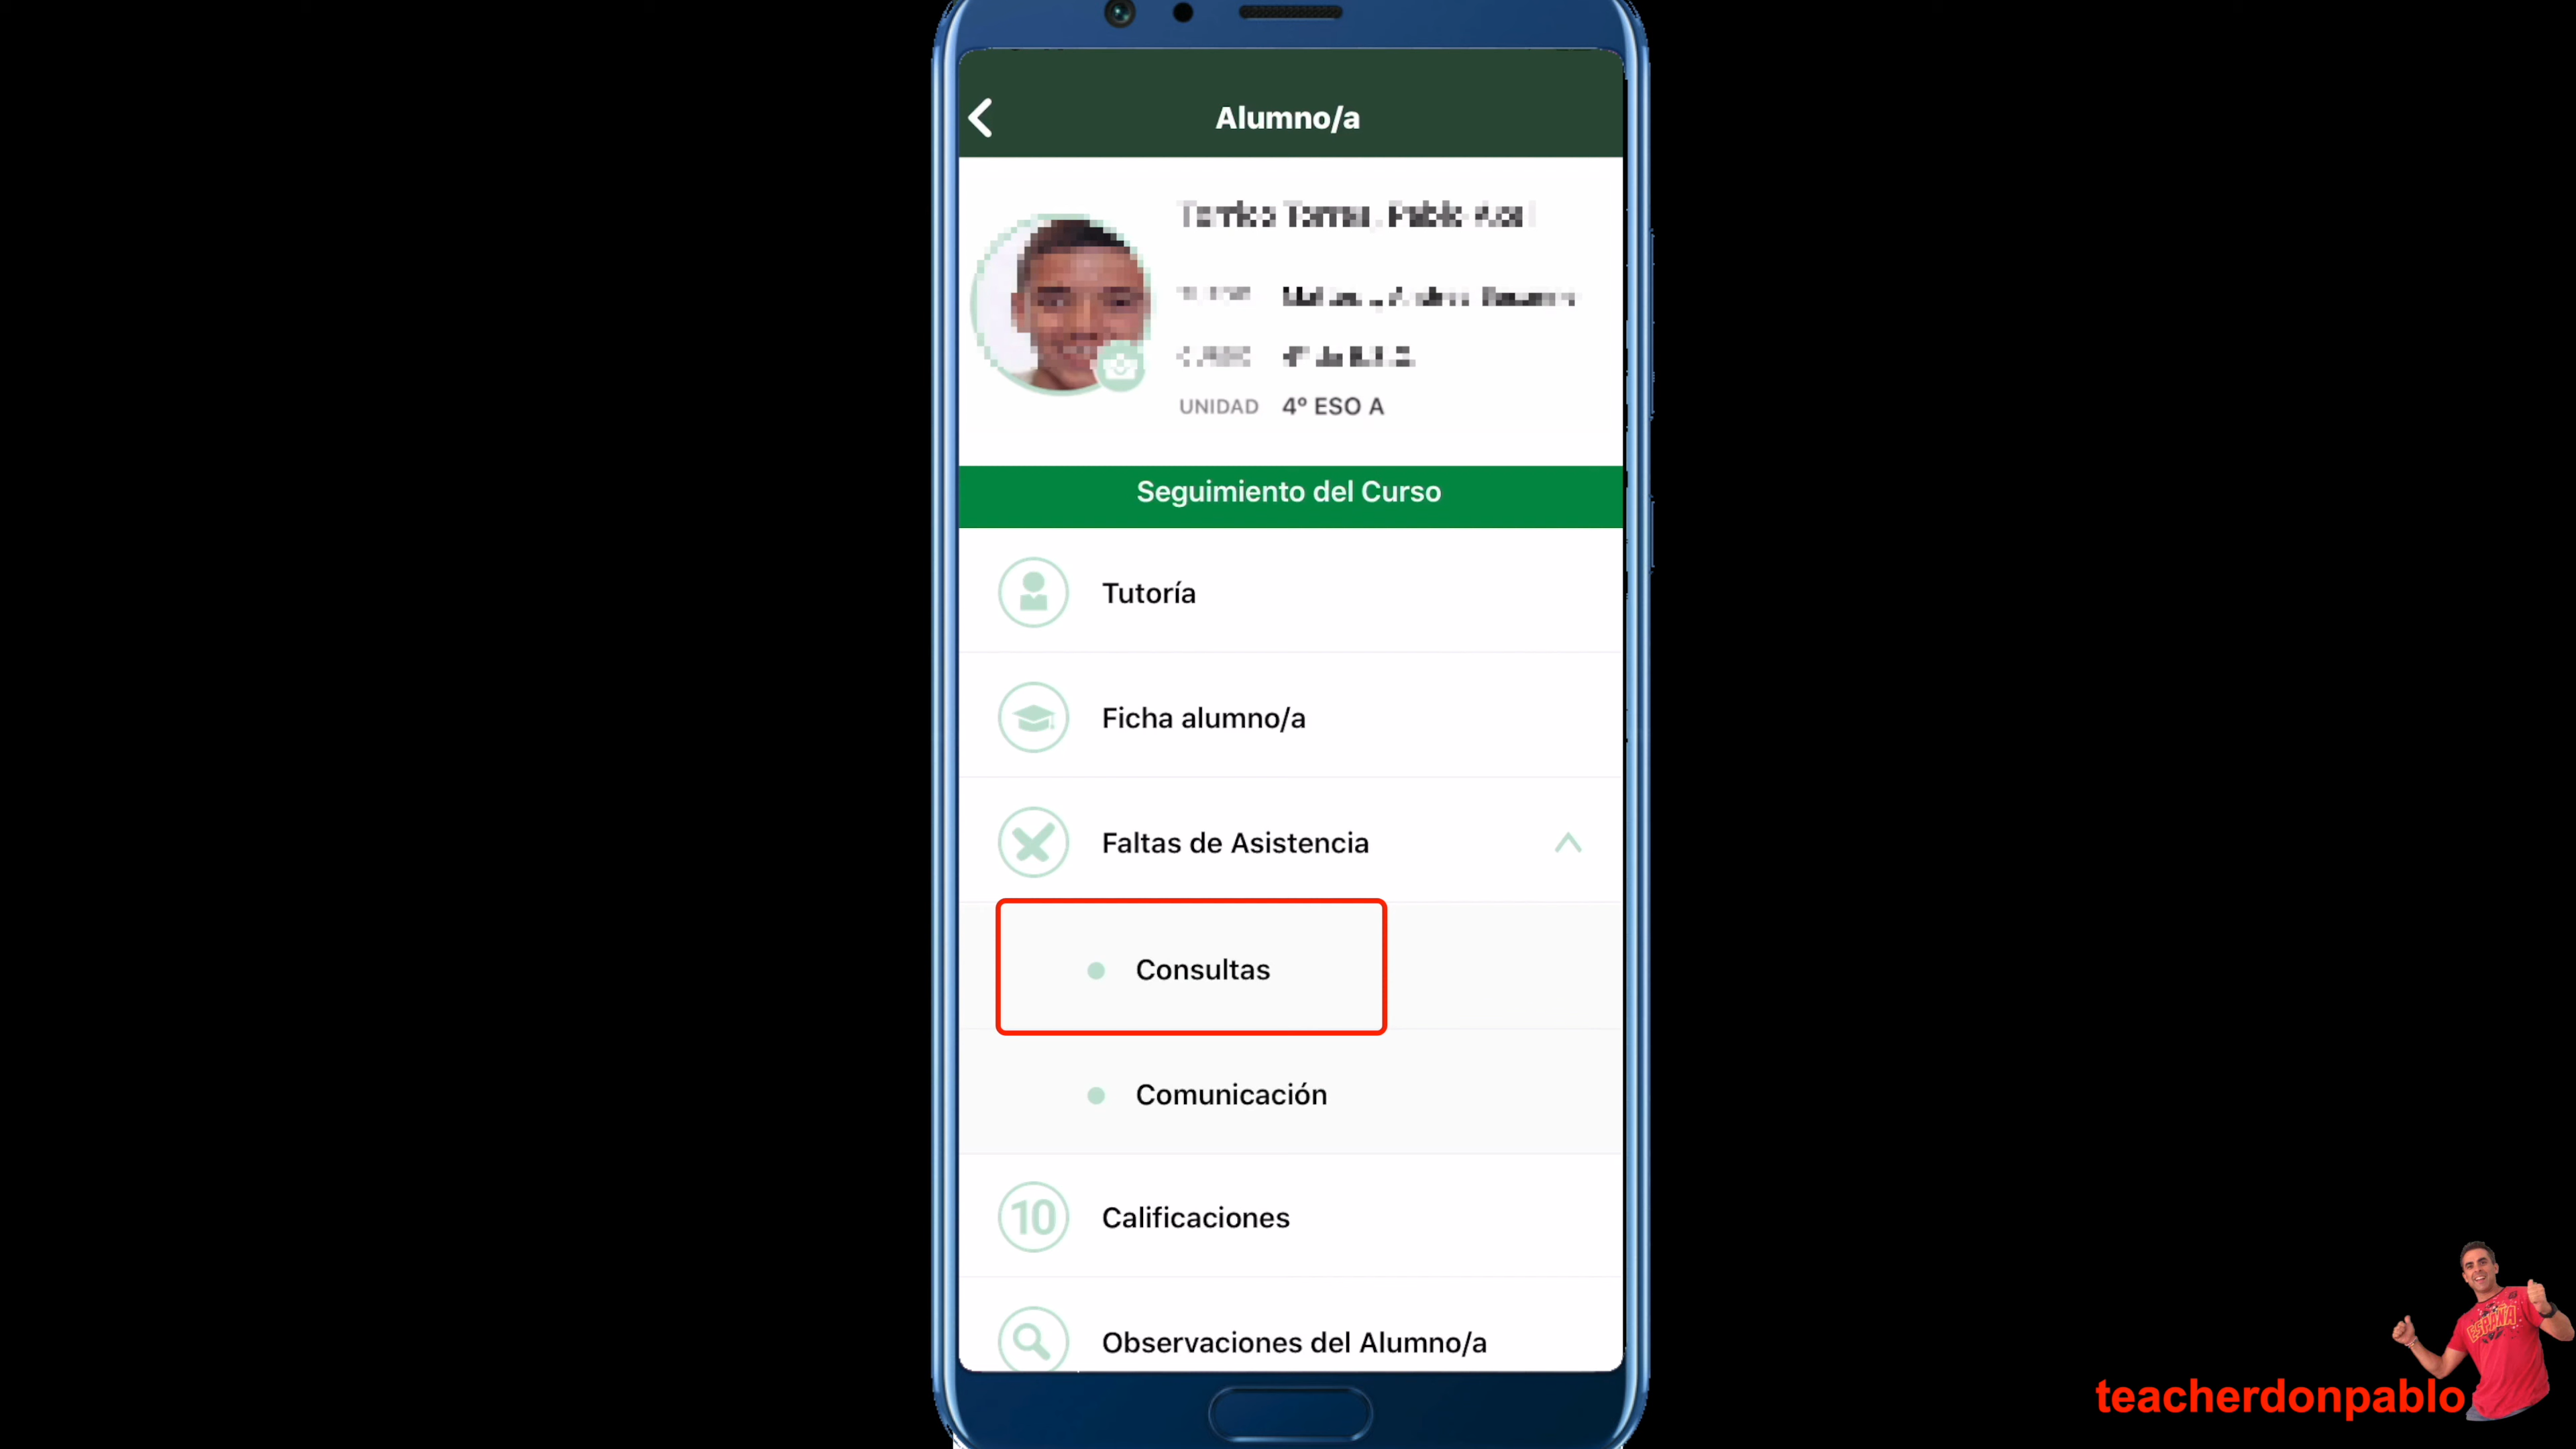 Alumno/a
UNIDAD 4º ESO A
Seguimiento del Curso
Tutoría
Ficha alumno/a
Faltas de Asistencia
Consultas
Comunicación
10 Calificaciones
Observaciones del Alumno/a
ESPAÑA
teacherdonpablo